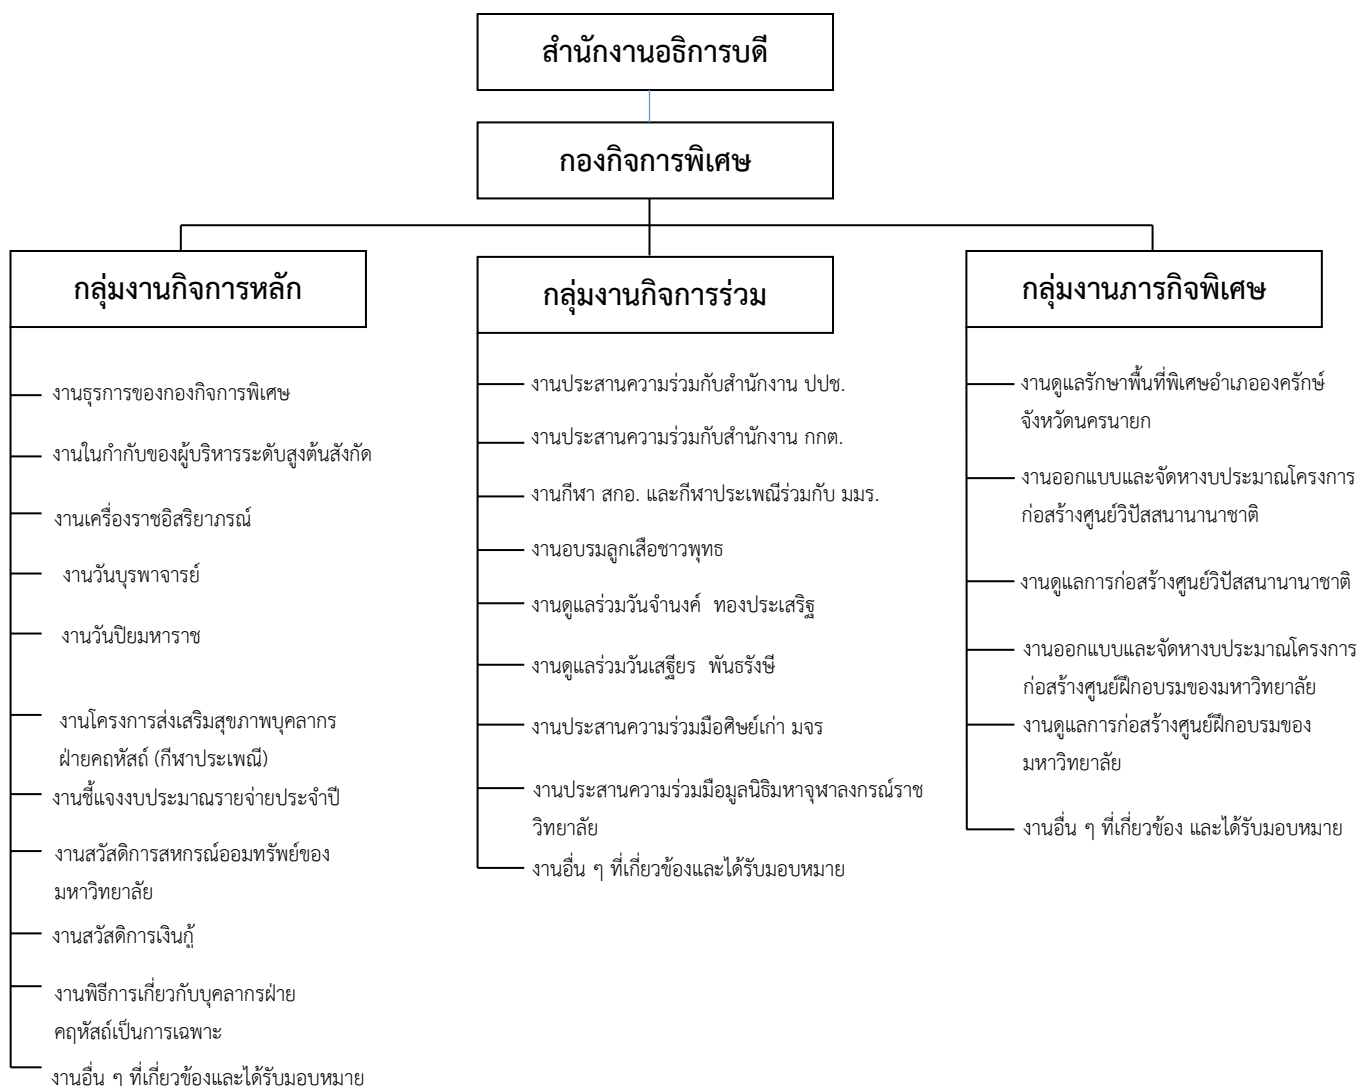 สำนักงานอธิการบดี
กองกิจการพิเศษ
กลุ่มงานกิจการหลัก
งานธุรการของกองกิจการพิเศษ
งานในกำกับของผู้บริหารระดับสูงต้นสังกัด
งานเครื่องราชอิสริยาภรณ์
งานวันบุรพาจารย์
งานวันปิยมหาราช
งานโครงการส่งเสริมสุขภาพบุคลากร
ฝ่ายคฤหัสถ์ (กีฬาประเพณี)
งานชี้แจงงบประมาณรายจ่ายประจำปี
งานสวัสดิการสหกรณ์ออมทรัพย์ของ
มหาวิทยาลัย
งานสวัสดิการเงินกู้
งานพิธีการเกี่ยวกับบุคลากรฝ่าย
คฤหัสถ์เป็นการเฉพาะ
งานอื่น ๆ ที่เกี่ยวข้องและได้รับมอบหมาย
กลุ่มงานกิจการร่วม
งานประสานความร่วมกับสำนักงาน ปปช.
งานประสานความร่วมกับสำนักงาน กกต.
งานกีฬา สกอ. และกีฬาประเพณีร่วมกับ มมร.
งานอบรมลูกเสือชาวพุทธ
งานดูแลร่วมวันจำนงค์  ทองประเสริฐ
งานดูแลร่วมวันเสฐียร  พันธรังษี
งานประสานความร่วมมือศิษย์เก่า มจร
งานประสานความร่วมมือมูลนิธิมหาจุฬาลงกรณ์ราช
วิทยาลัย
งานอื่น ๆ ที่เกี่ยวข้องและได้รับมอบหมาย
กลุ่มงานภารกิจพิเศษ
งานดูแลรักษาพื้นที่พิเศษอำเภอองครักษ์
จังหวัดนครนายก
งานออกแบบและจัดหางบประมาณโครงการ
ก่อสร้างศูนย์วิปัสสนานานาชาติ
งานดูแลการก่อสร้างศูนย์วิปัสสนานานาชาติ
งานออกแบบและจัดหางบประมาณโครงการ
ก่อสร้างศูนย์ฝึกอบรมของมหาวิทยาลัย
งานดูแลการก่อสร้างศูนย์ฝึกอบรมของ
มหาวิทยาลัย
งานอื่น ๆ ที่เกี่ยวข้อง และได้รับมอบหมาย